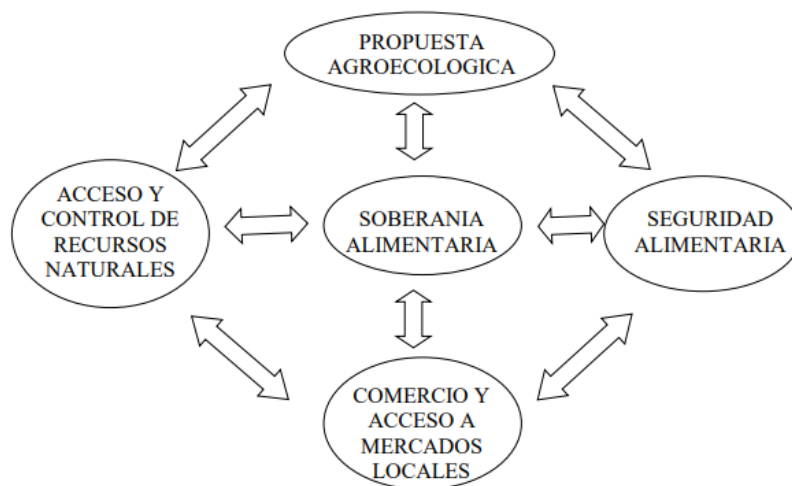 PROPUESTA
AGROECOLOGICA
ACCESO Y
CONTROL DE
RECURSOS
NATURALES
SOBERANIA
ALIMENTARIA
SEGURIDAD
ALIMENTARIA
COMERCIO Y
ACCESO A
MERCADOS
LOCALES